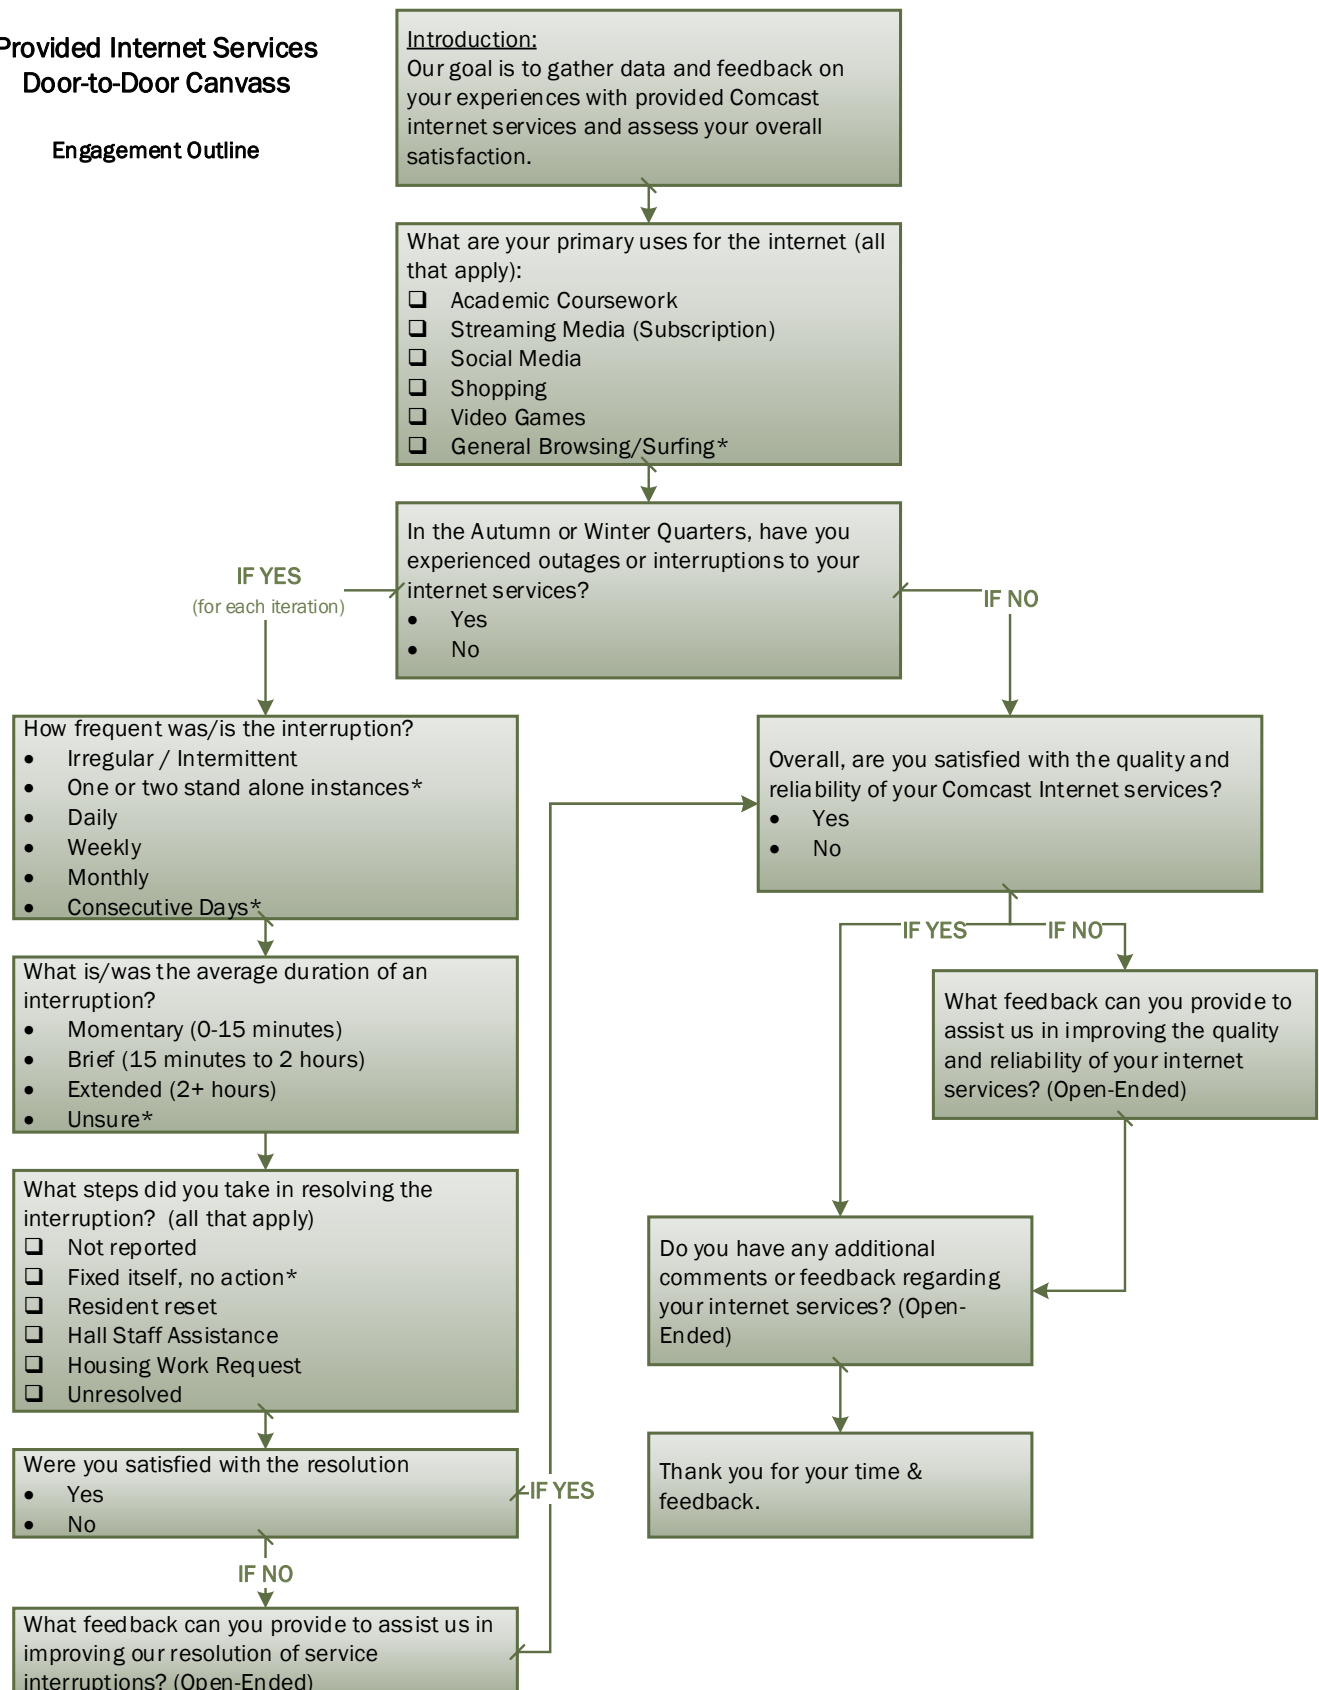 Provided Internet Services
Door-to-Door Canvass
Engagement Outline
Introduction:
Our goal is to gather data and feedback on
your experiences with provided Comcast
internet services and assess your overall
satisfaction.
What are your primary uses for the internet (all
that apply):
❑ Academic Coursework
❑ Streaming Media (Subscription)
❑ Social Media
❑ Shopping
❑ Video Games
❑ General Browsing/Surfing*
In the Autumn or Winter Quarters, have you
experienced outages or interruptions to your
internet services?
• Yes
• No
IF YES
(for each iteration)
IF NO
How frequent was/is the interruption?
• Irregular / Intermittent
• One or two stand alone instances*
• Daily
• Weekly
• Monthly
• Consecutive Days*
What is/was the average duration of an
interruption?
• Momentary (0-15 minutes)
• Brief (15 minutes to 2 hours)
• Extended (2+ hours)
• Unsure*
What steps did you take in resolving the
interruption? (all that apply)
❑ Not reported
❑ Fixed itself, no action*
❑ Resident reset
❑ Hall Staff Assistance
❑ Housing Work Request
❑ Unresolved
Were you satisfied with the resolution
• Yes
• No
IF YES
IF NO
What feedback can you provide to assist us in
improving our resolution of service
interruptions? (Open-Ended)
Overall, are you satisfied with the quality and
reliability of your Comcast Internet services?
• Yes
• No
IF YES
IF NO
What feedback can you provide to
assist us in improving the quality
and reliability of your internet
services? (Open-Ended)
Do you have any additional
comments or feedback regarding
your internet services? (Open-
Ended)
Thank you for your time &
feedback.